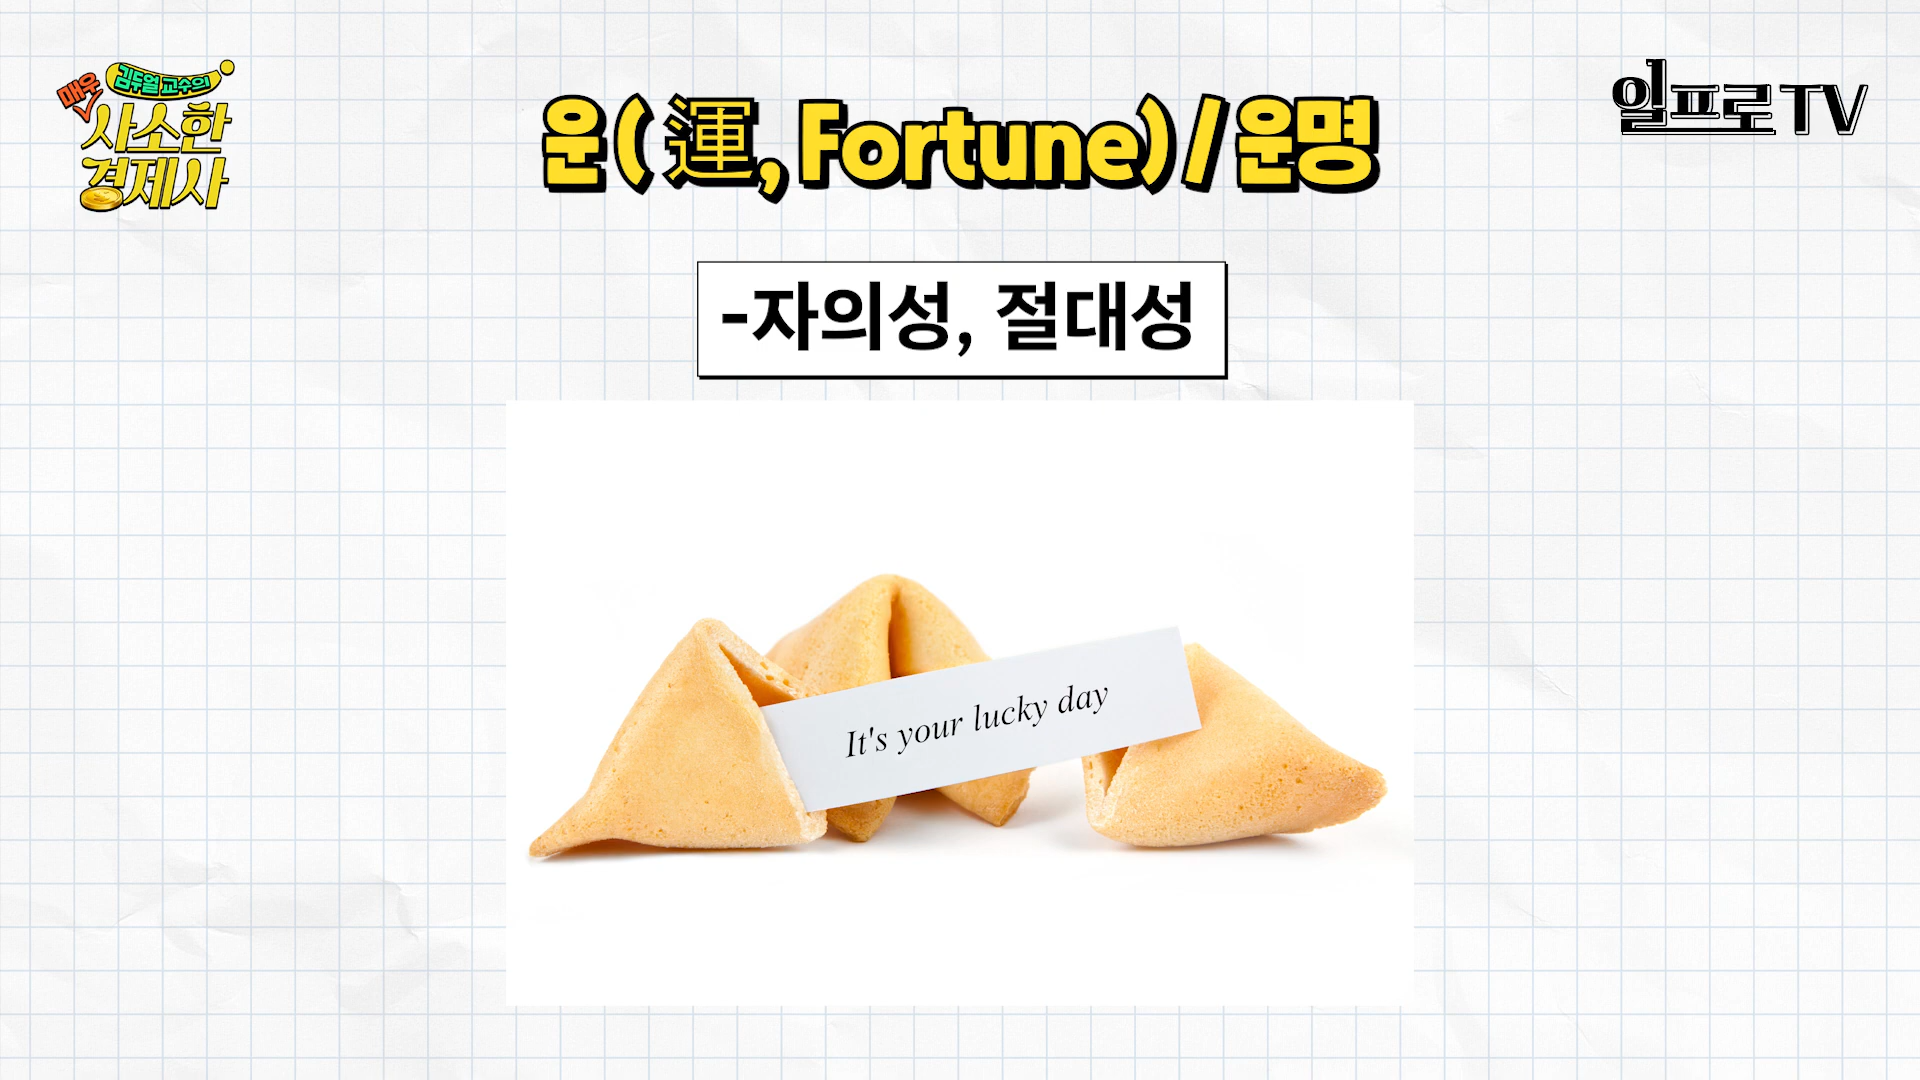 매우
김두얼 교수의
사소한
경제사
운(運, Fortune) / 운명
일프로TV
-자의성, 절대성
It's your lucky day